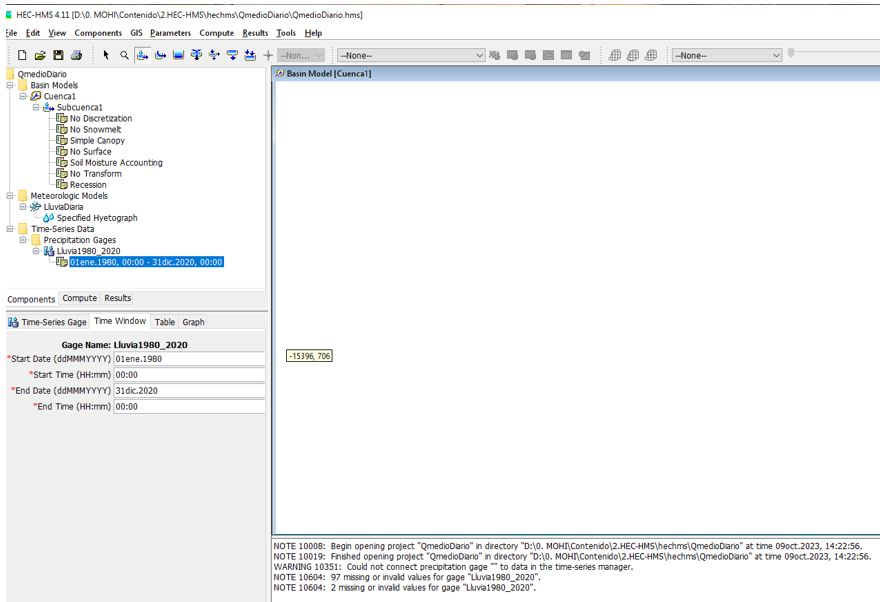 HEC-HMS 4.11 [D:\0. MOHI\Contenido\2.HEC-HMS\hechms\QmedioDiario\QmedioDiario.hms]
File Edit View Components GIS Parameters Compute Results Tools Help
--Non... --None-- --None--
QmedioDiario
Basin Models
Cuenca1
Subcuenca1
No Discretization
No Snowmelt
Simple Canopy
No Surface
Soil Moisture Accounting
No Transform
Recession
Meteorologic Models
LluviaDiaria
Specified Hyetograph
Time-Series Data
Precipitation Gages
Lluvia1980_2020
01ene.1980, 00:00 - 31dic.2020, 00:00
Components Compute Results
Time-Series Gage Time Window Table Graph
Gage Name: Lluvia1980_2020
*Start Date (ddMMMYYYY) 01ene.1980
*Start Time (HH:mm) 00:00
*End Date (ddMMMYYYY) 31dic.2020
*End Time (HH:mm) 00:00
Basin Model [Cuenca1]
-15396, 706
NOTE 10008: Begin opening project "QmedioDiario" in directory "D:\0. MOHI\Contenido\2.HEC-HMS\hechms\QmedioDiario" at time 09oct.2023, 14:22:56.
NOTE 10019: Finished opening project "QmedioDiario" in directory "D:\0. MOHI\Contenido\2.HEC-HMS\hechms\QmedioDiario" at time 09oct.2023, 14:22:56.
WARNING 10351: Could not connect precipitation gage "" to data in the time-series manager.
NOTE 10604: 97 missing or invalid values for gage "Lluvia1980_2020".
NOTE 10604: 2 missing or invalid values for gage "Lluvia1980_2020".